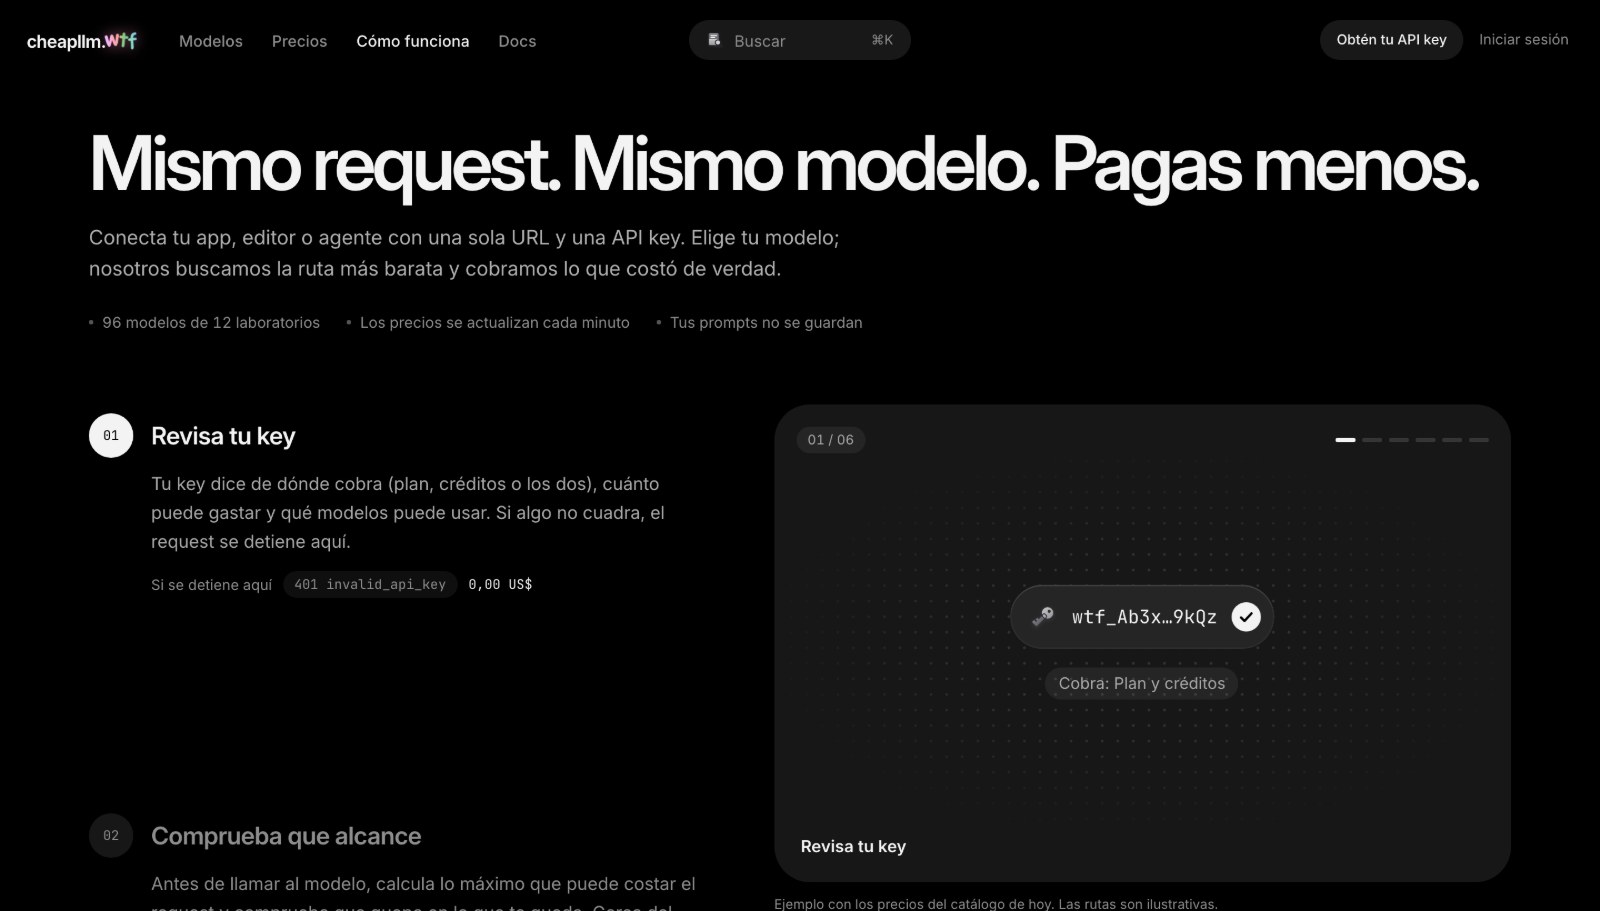 cheapllm.wtf
Modelos
Precios
Cómo funciona
Docs
Buscar
⌘K
Obtén tu API key
Iniciar sesión
Mismo request. Mismo modelo. Pagas menos.
Conecta tu app, editor o agente con una sola URL y una API key. Elige tu modelo;
nosotros buscamos la ruta más barata y cobramos lo que costó de verdad.
• 96 modelos de 12 laboratorios • Los precios se actualizan cada minuto • Tus prompts no se guardan
01 Revisa tu key
Tu key dice de dónde cobra (plan, créditos o los dos), cuánto
puede gastar y qué modelos puede usar. Si algo no cuadra, el
request se detiene aquí.
Si se detiene aquí 401 invalid_api_key 0,00 US$
02 Comprueba que alcance
Antes de llamar al modelo, calcula lo máximo que puede costar el
01 / 06
wtf_Ab3x…9kQz
Cobra: Plan y créditos
Revisa tu key
Ejemplo con los precios del catálogo de hoy. Las rutas son ilustrativas.